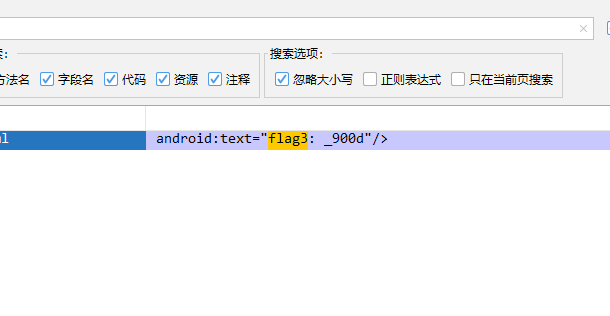 搜索选项:
方法名 字段名 代码 资源 注释 忽略大小写 正则表达式 只在当前页搜索
android:text="flag3: _900d"/>